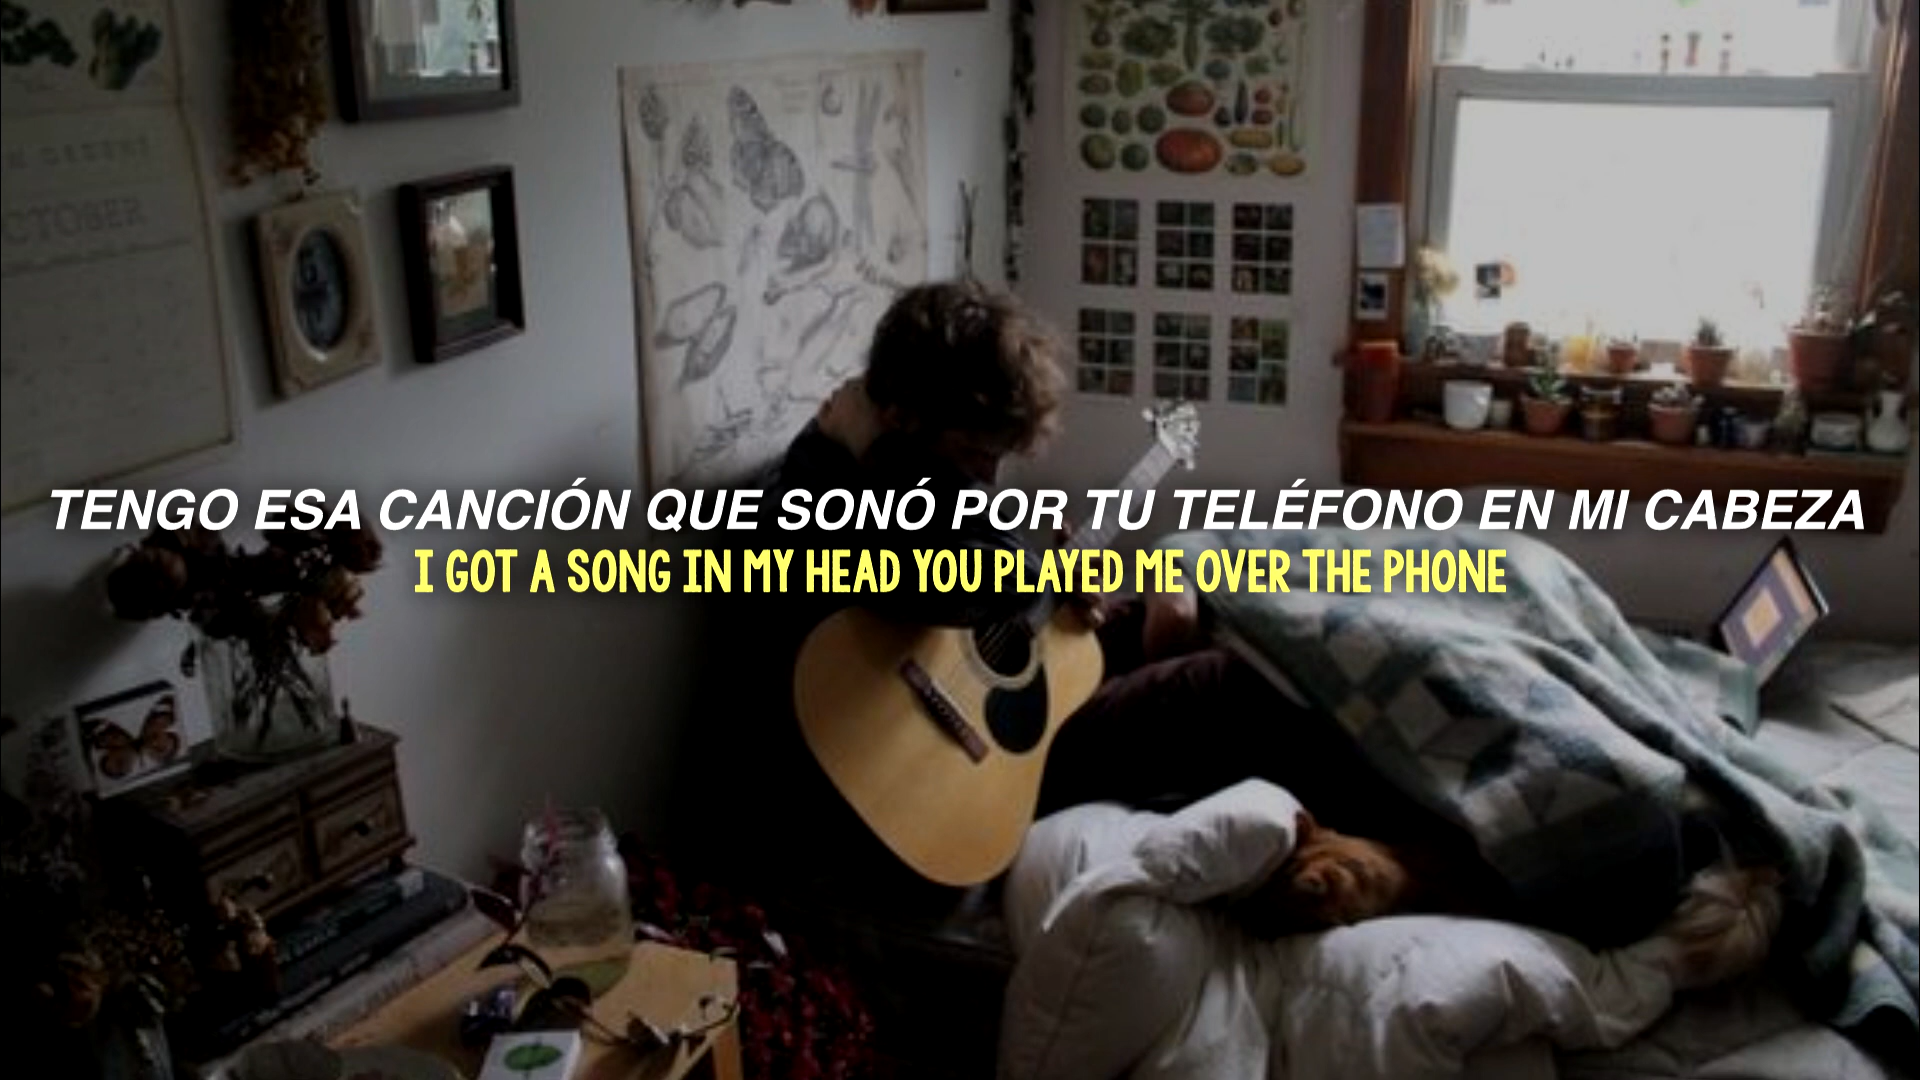 CTOBER
TENGO ESA CANCIÓN QUE SONÓ POR TU TELÉFONO EN MI CABEZA
I GOT A SONG IN MY HEAD YOU PLAYED ME OVER THE PHONE